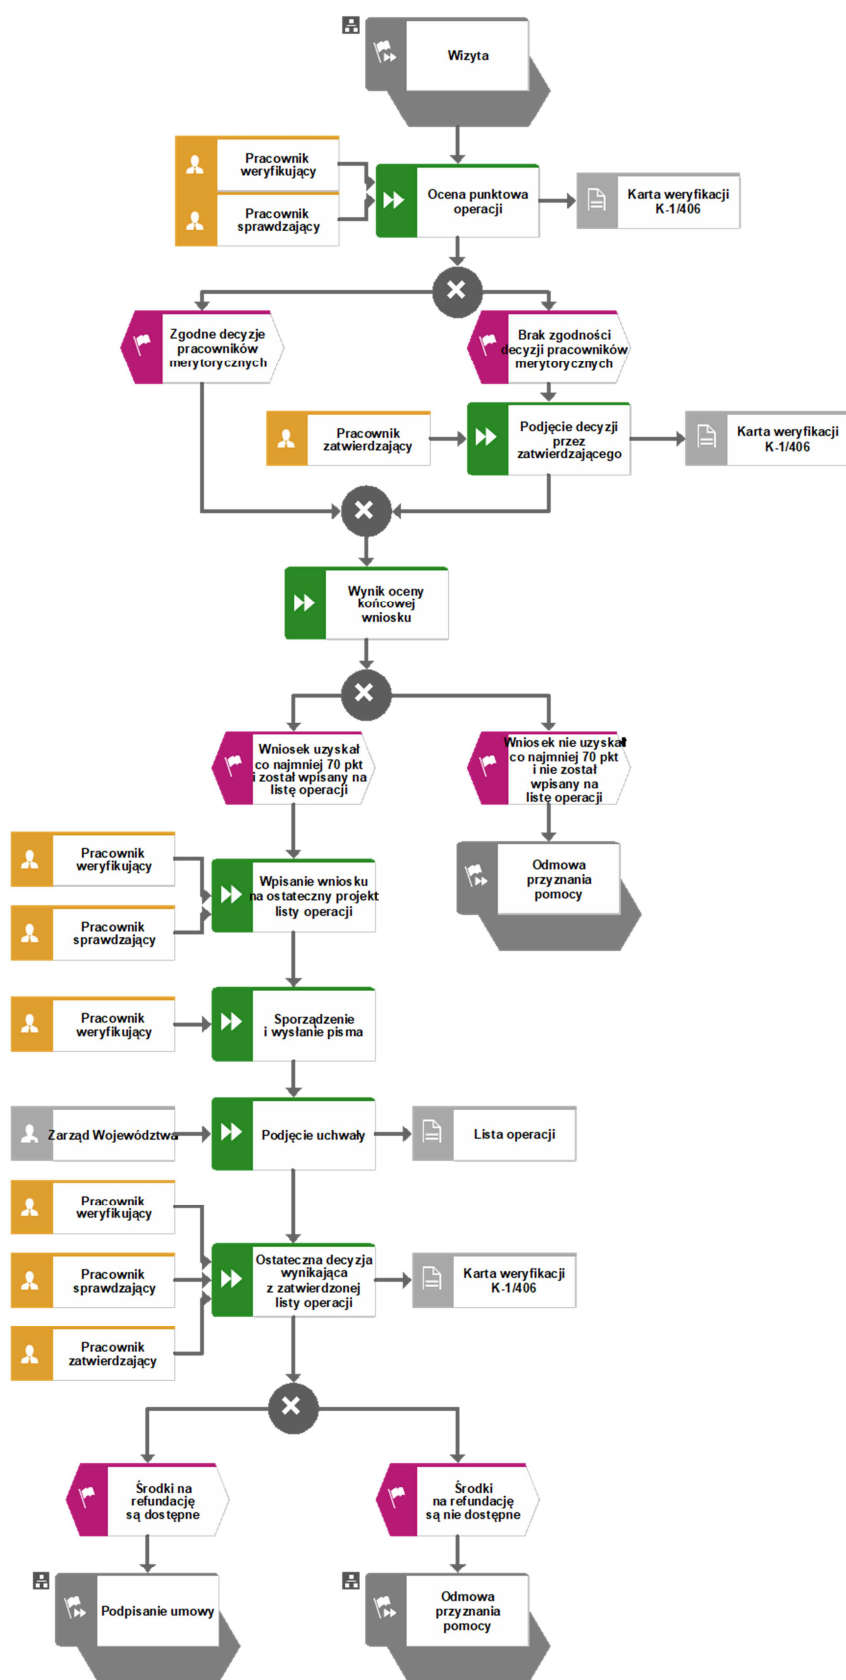 Wizyta
Pracownik
weryfikujący
Pracownik
sprawdzający
Ocena punktowa
operacji
Karta weryfikacji
K-1/406
Zgodne decyzje
pracowników
merytorycznych
Brak zgodności
decyzji pracowników
merytorycznych
Pracownik
zatwierdzający
Podjęcie decyzji
przez
zatwierdzającego
Karta weryfikacji
K-1/406
Wynik oceny
końcowej
wniosku
Wniosek uzyskał
co najmniej 70 pkt
i został wpisany na
listę operacji
Wniosek nie uzyskał
co najmniej 70 pkt
i nie został
wpisany na
listę operacji
Pracownik
weryfikujący
Pracownik
sprawdzający
Wpisanie wniosku
na ostateczny projekt
listy operacji
Odmowa
przyznania
pomocy
Pracownik
weryfikujący
Sporządzenie
i wysłanie pisma
Zarząd Województwa
Podjęcie uchwały
Lista operacji
Pracownik
weryfikujący
Pracownik
sprawdzający
Pracownik
zatwierdzający
Ostateczna decyzja
wynikająca
z zatwierdzonej
listy operacji
Karta weryfikacji
K-1/406
Środki na
refundację
są dostępne
Środki
na refundację
są nie dostępne
Podpisanie umowy
Odmowa
przyznania
pomocy